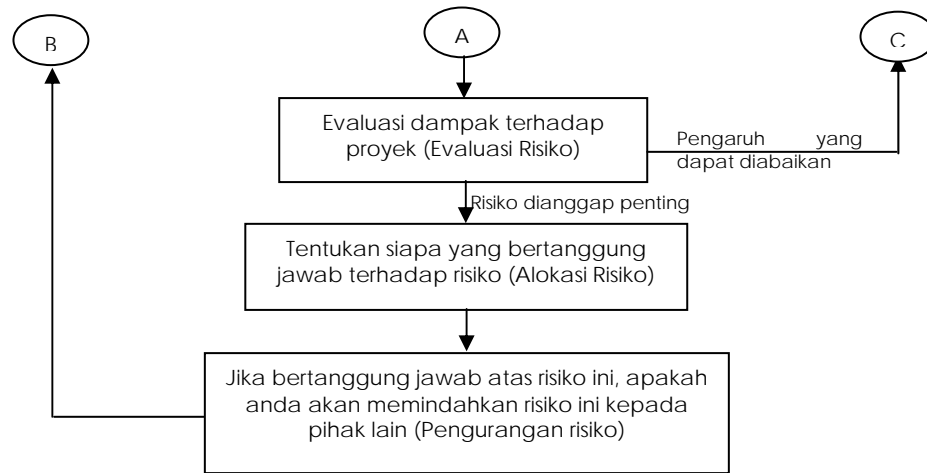 B
A
C
Evaluasi dampak terhadap
proyek (Evaluasi Risiko)
Pengaruh yang
dapat diabaikan
Risiko dianggap penting
Tentukan siapa yang bertanggung
jawab terhadap risiko (Alokasi Risiko)
Jika bertanggung jawab atas risiko ini, apakah
anda akan memindahkan risiko ini kepada
pihak lain (Pengurangan risiko)